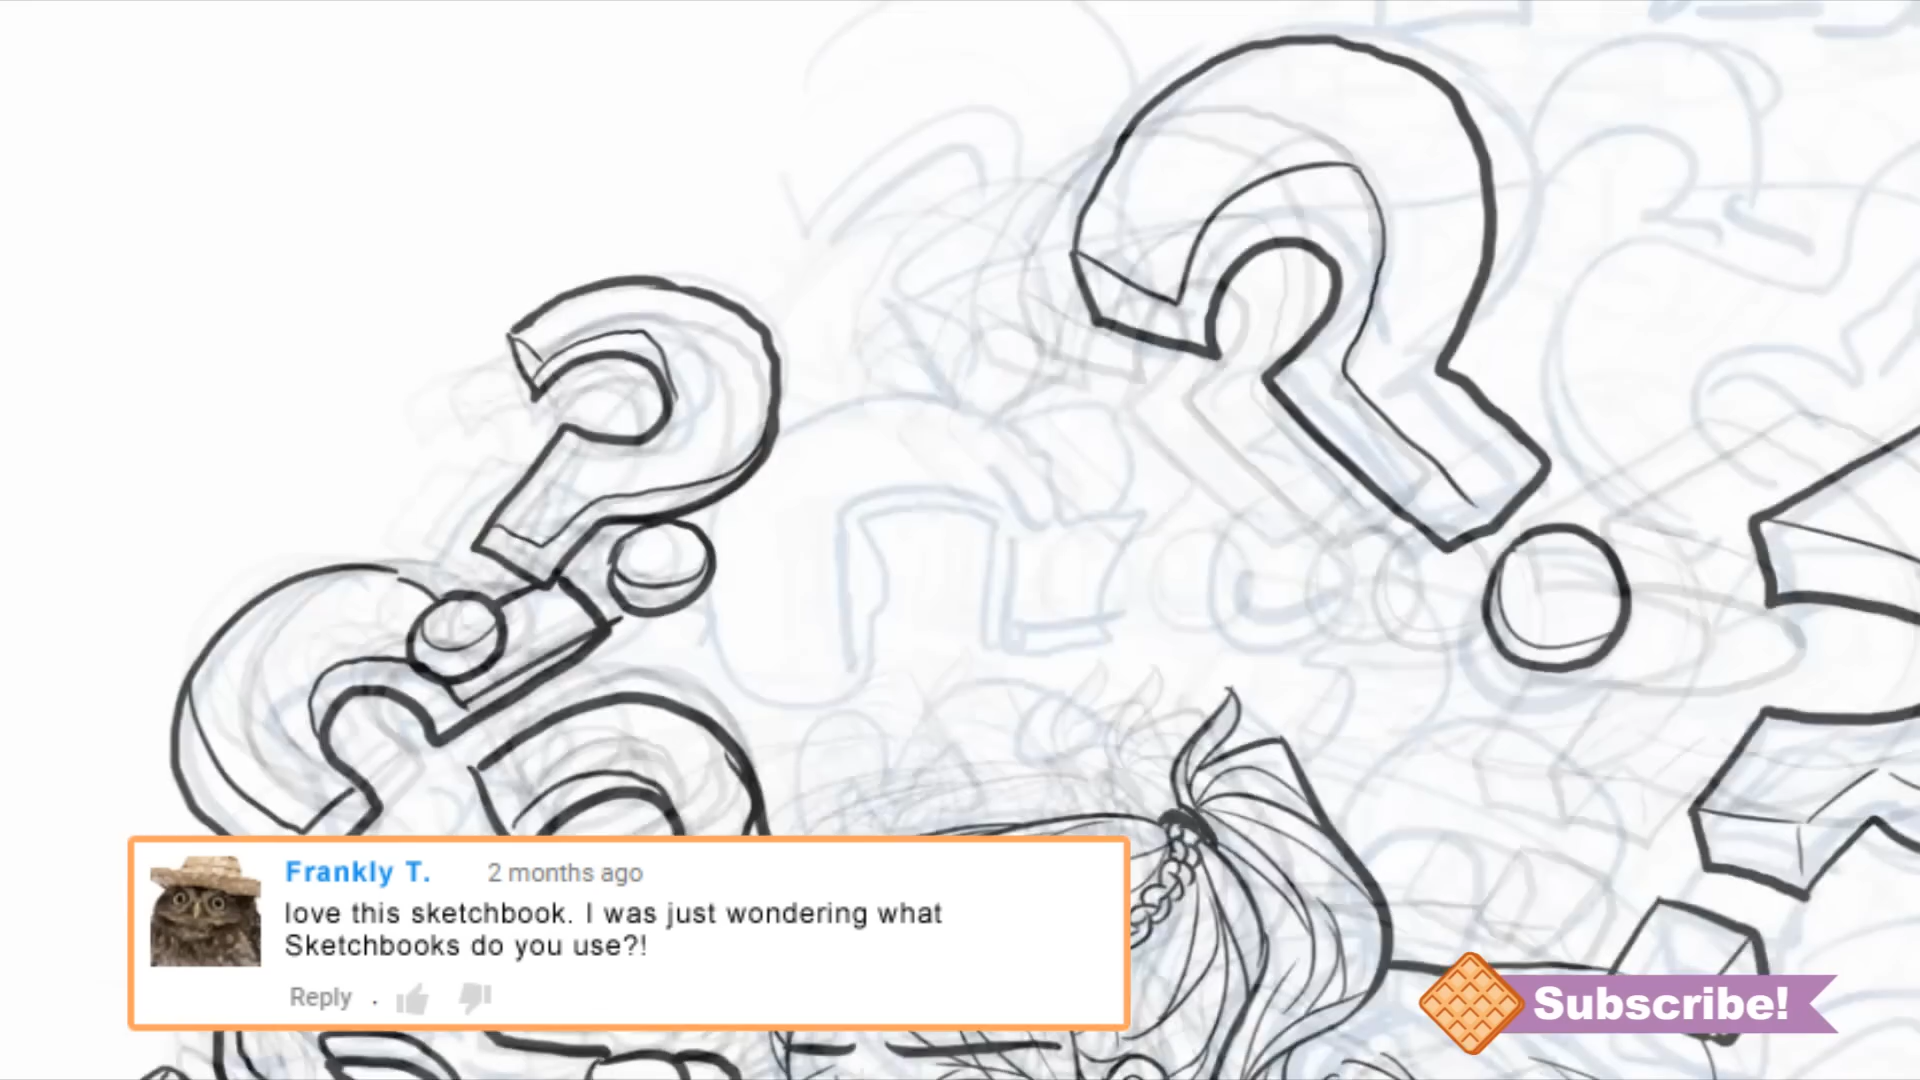 Frankly T. 2 months ago
love this sketchbook. I was just wondering what
Sketchbooks do you use?!
Reply .
Subscribe!